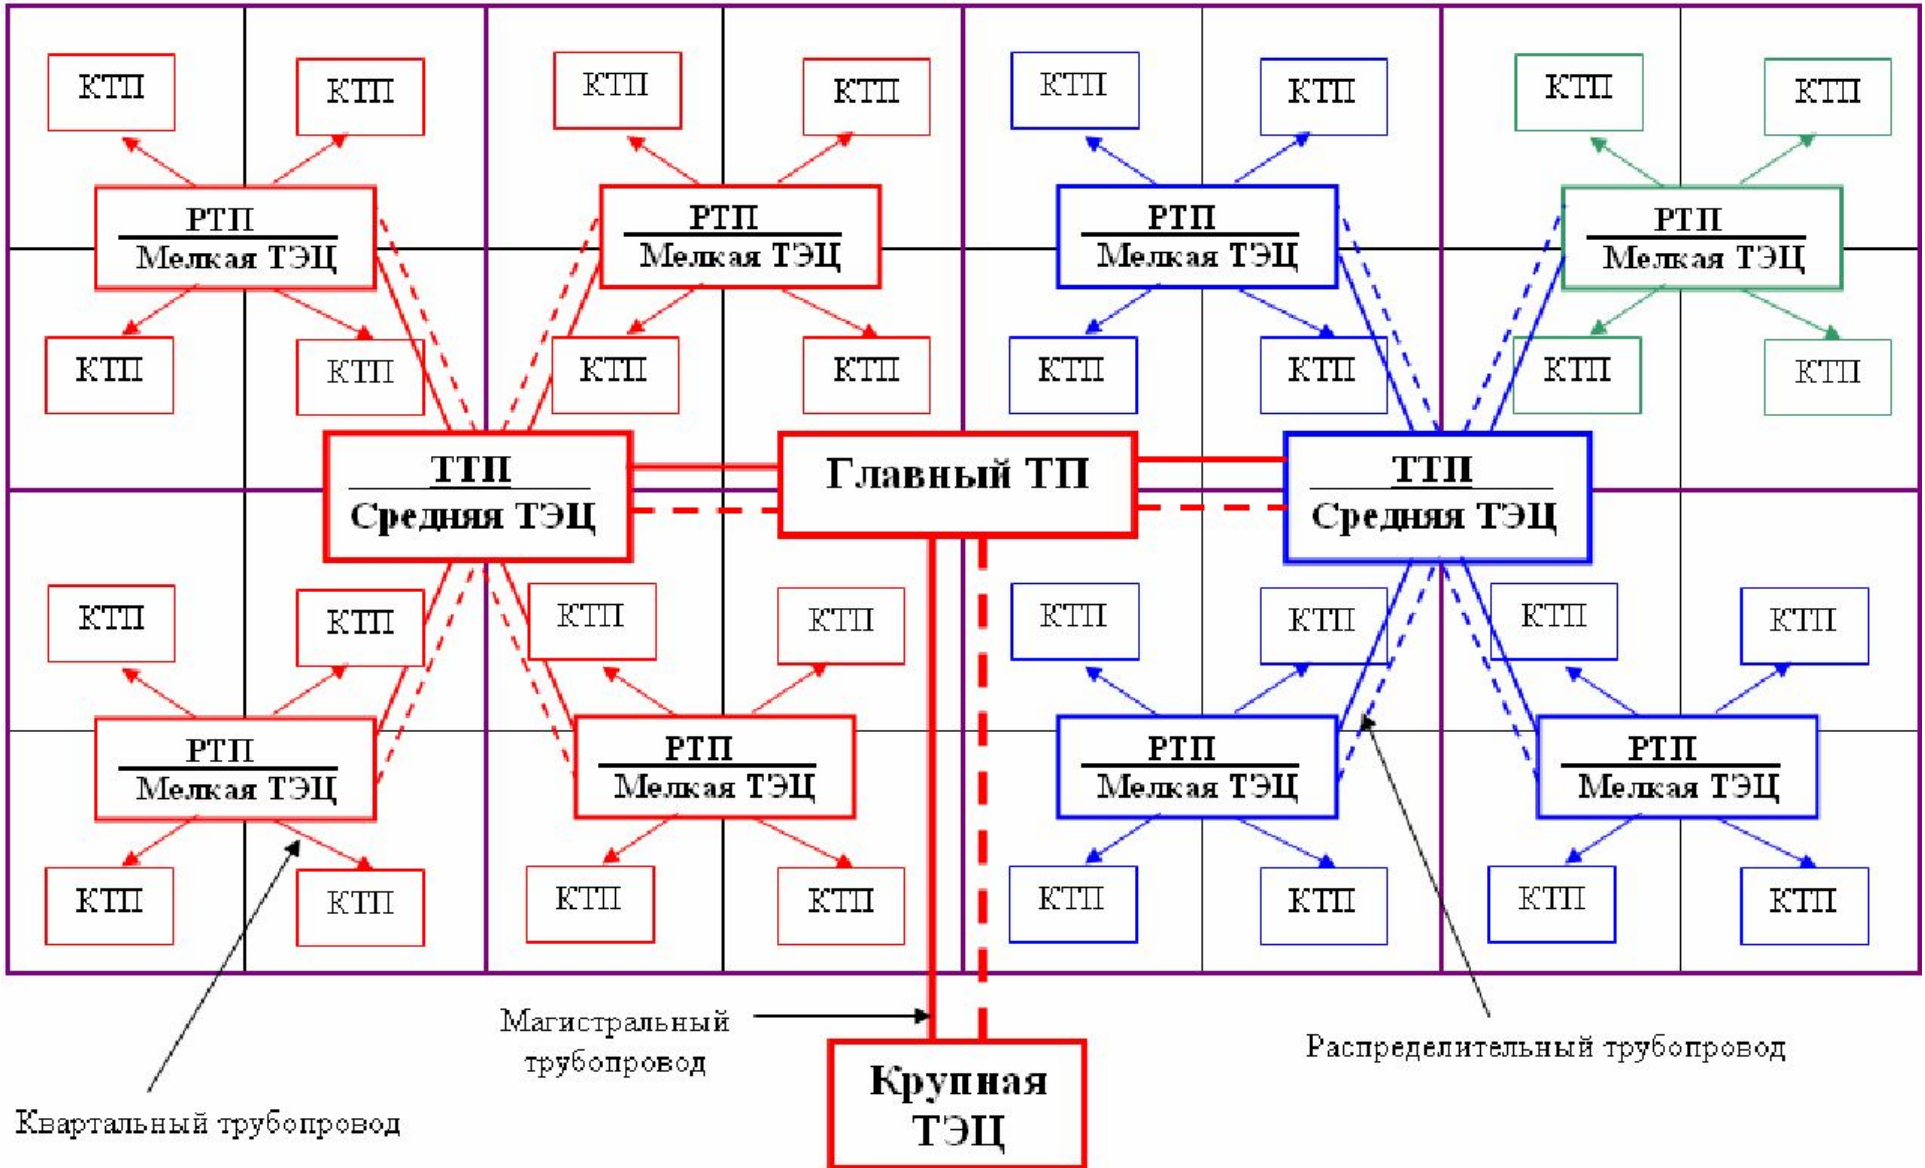 КТП
КТП
КТП
КТП
КТП
КТП
КТП
КТП
РТП
Мелкая ТЭЦ
РТП
Мелкая ТЭЦ
РТП
Мелкая ТЭЦ
РТП
Мелкая ТЭЦ
КТП
КТП
КТП
КТП
КТП
КТП
КТП
КТП
ТТП
Средняя ТЭЦ
Главный ТП
ТТП
Средняя ТЭЦ
КТП
КТП
КТП
КТП
КТП
КТП
КТП
КТП
РТП
Мелкая ТЭЦ
РТП
Мелкая ТЭЦ
РТП
Мелкая ТЭЦ
РТП
Мелкая ТЭЦ
КТП
КТП
КТП
КТП
КТП
КТП
КТП
КТП
Магистральный
трубопровод
Распределительный трубопровод
Крупная
ТЭЦ
Квартальный трубопровод